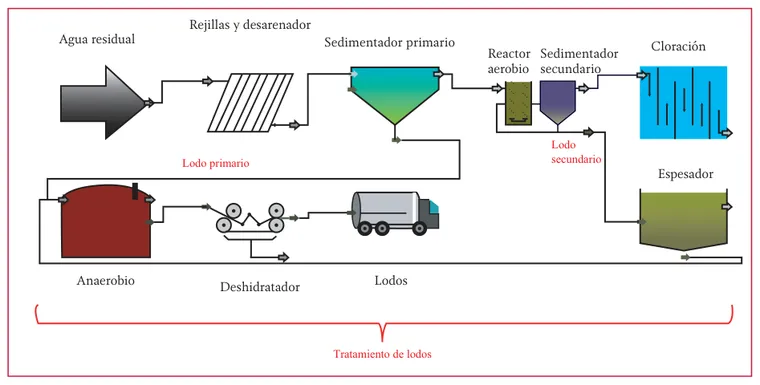 Agua residual
Rejillas y desarenador
Sedimentador primario
Reactor
aerobio
Sedimentador
secundario
Cloración
Lodo primario
Lodo
secundario
Espesador
Anaerobio
Deshidratador
Lodos
Tratamiento de lodos